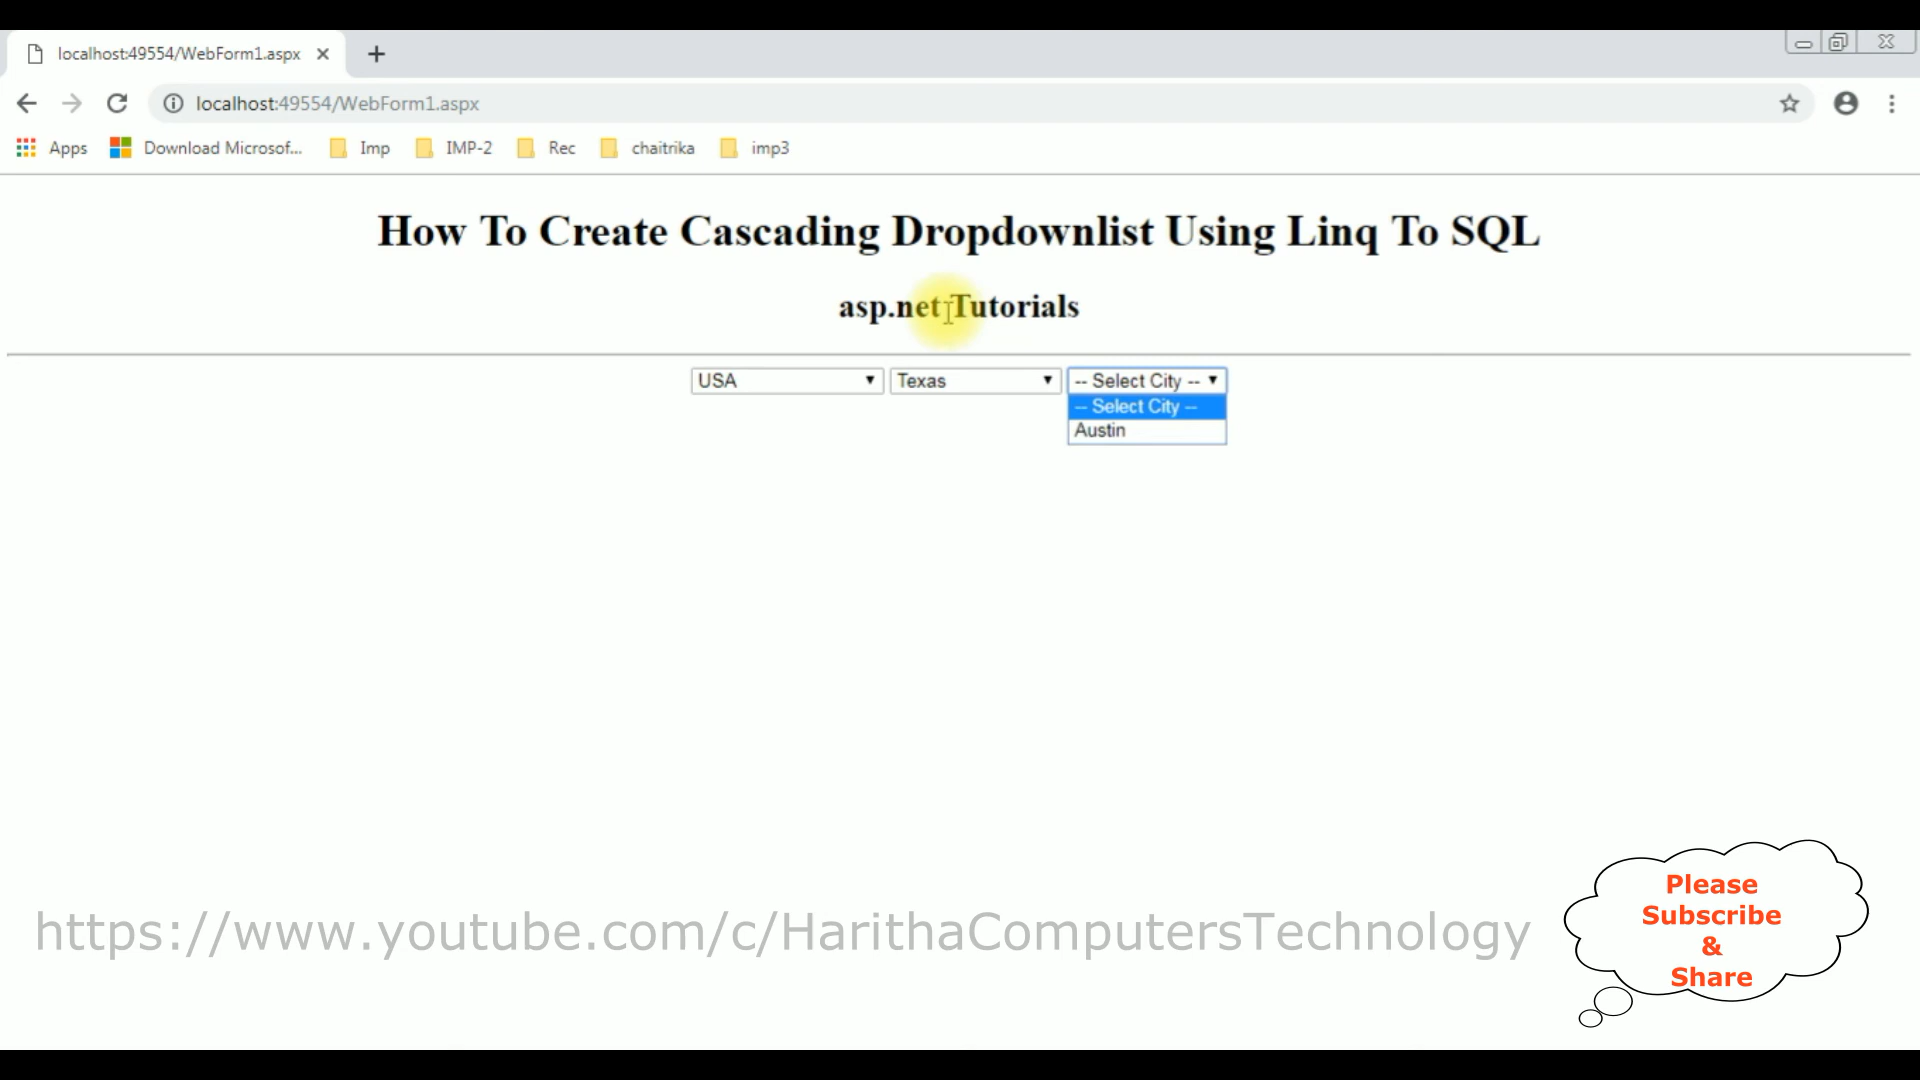 localhost:49554/WebForm1.aspx
localhost:49554/WebForm1.aspx
Apps Download Microsof... Imp IMP-2 Rec chaitrika imp3
How To Create Cascading Dropdownlist Using Linq To SQL
asp.net Tutorials
USA Texas -- Select City --
-- Select City --
Austin
https://www.youtube.com/c/HarithaComputersTechnology
Please
Subscribe
&
Share